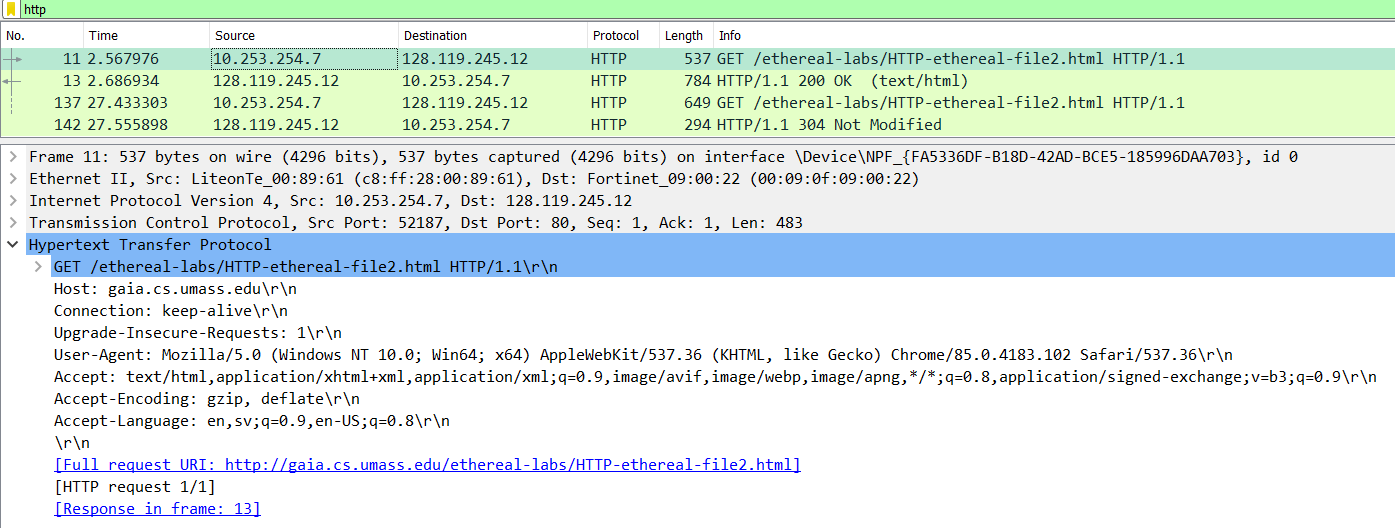 http
No. Time Source Destination Protocol Length Info
11 2.567976 10.253.254.7 128.119.245.12 HTTP 537 GET /ethereal-labs/HTTP-ethereal-file2.html HTTP/1.1
13 2.686934 128.119.245.12 10.253.254.7 HTTP 784 HTTP/1.1 200 OK  (text/html)
137 27.433303 10.253.254.7 128.119.245.12 HTTP 649 GET /ethereal-labs/HTTP-ethereal-file2.html HTTP/1.1
142 27.555898 128.119.245.12 10.253.254.7 HTTP 294 HTTP/1.1 304 Not Modified
Frame 11: 537 bytes on wire (4296 bits), 537 bytes captured (4296 bits) on interface \Device\NPF_{FA5336DF-B18D-42AD-BCE5-185996DAA703}, id 0
Ethernet II, Src: LiteonTe_00:89:61 (c8:ff:28:00:89:61), Dst: Fortinet_09:00:22 (00:09:0f:09:00:22)
Internet Protocol Version 4, Src: 10.253.254.7, Dst: 128.119.245.12
Transmission Control Protocol, Src Port: 52187, Dst Port: 80, Seq: 1, Ack: 1, Len: 483
Hypertext Transfer Protocol
GET /ethereal-labs/HTTP-ethereal-file2.html HTTP/1.1\r\n
Host: gaia.cs.umass.edu\r\n
Connection: keep-alive\r\n
Upgrade-Insecure-Requests: 1\r\n
User-Agent: Mozilla/5.0 (Windows NT 10.0; Win64; x64) AppleWebKit/537.36 (KHTML, like Gecko) Chrome/85.0.4183.102 Safari/537.36\r\n
Accept: text/html,application/xhtml+xml,application/xml;q=0.9,image/avif,image/webp,image/apng,*/*;q=0.8,application/signed-exchange;v=b3;q=0.9\r\n
Accept-Encoding: gzip, deflate\r\n
Accept-Language: en,sv;q=0.9,en-US;q=0.8\r\n
\r\n
[Full request URI: http://gaia.cs.umass.edu/ethereal-labs/HTTP-ethereal-file2.html]
[HTTP request 1/1]
[Response in frame: 13]